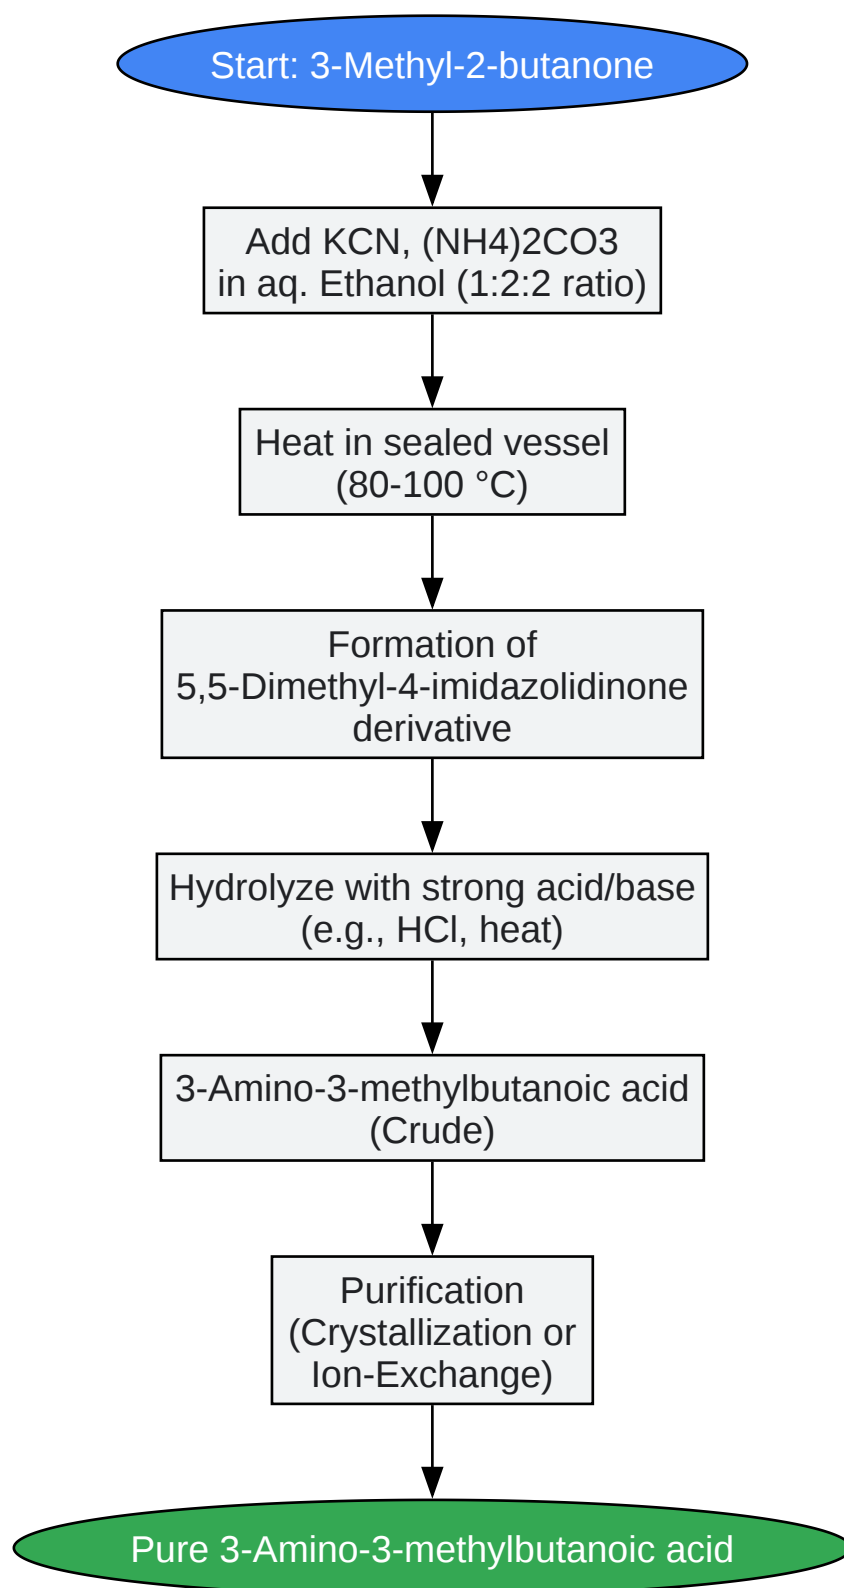 Start: 3-Methyl-2-butanone
Add KCN, (NH4)2CO3
in aq. Ethanol (1:2:2 ratio)
Heat in sealed vessel
(80-100 °C)
Formation of
5,5-Dimethyl-4-imidazolidinone
derivative
Hydrolyze with strong acid/base
(e.g., HCl, heat)
3-Amino-3-methylbutanoic acid
(Crude)
Purification
(Crystallization or
Ion-Exchange)
Pure 3-Amino-3-methylbutanoic acid